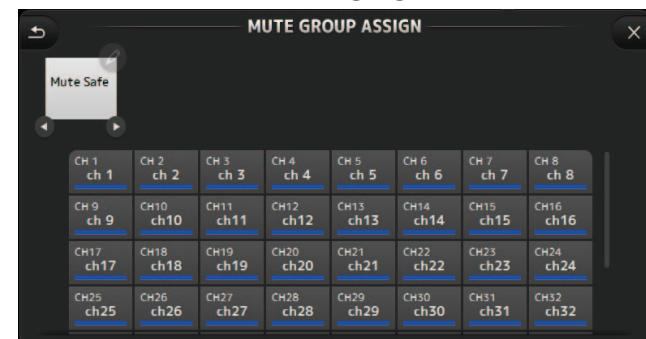 MUTE GROUP ASSIGN
Mute Safe
CH 1 CH 2 CH 3 CH 4 CH 5 CH 6 CH 7 CH 8
ch 1 ch 2 ch 3 ch 4 ch 5 ch 6 ch 7 ch 8
CH 9 CH10 CH11 CH12 CH13 CH14 CH15 CH16
ch 9 ch10 ch11 ch12 ch13 ch14 ch15 ch16
CH17 CH18 CH19 CH20 CH21 CH22 CH23 CH24
ch17 ch18 ch19 ch20 ch21 ch22 ch23 ch24
CH25 CH26 CH27 CH28 CH29 CH30 CH31 CH32
ch25 ch26 ch27 ch28 ch29 ch30 ch31 ch32